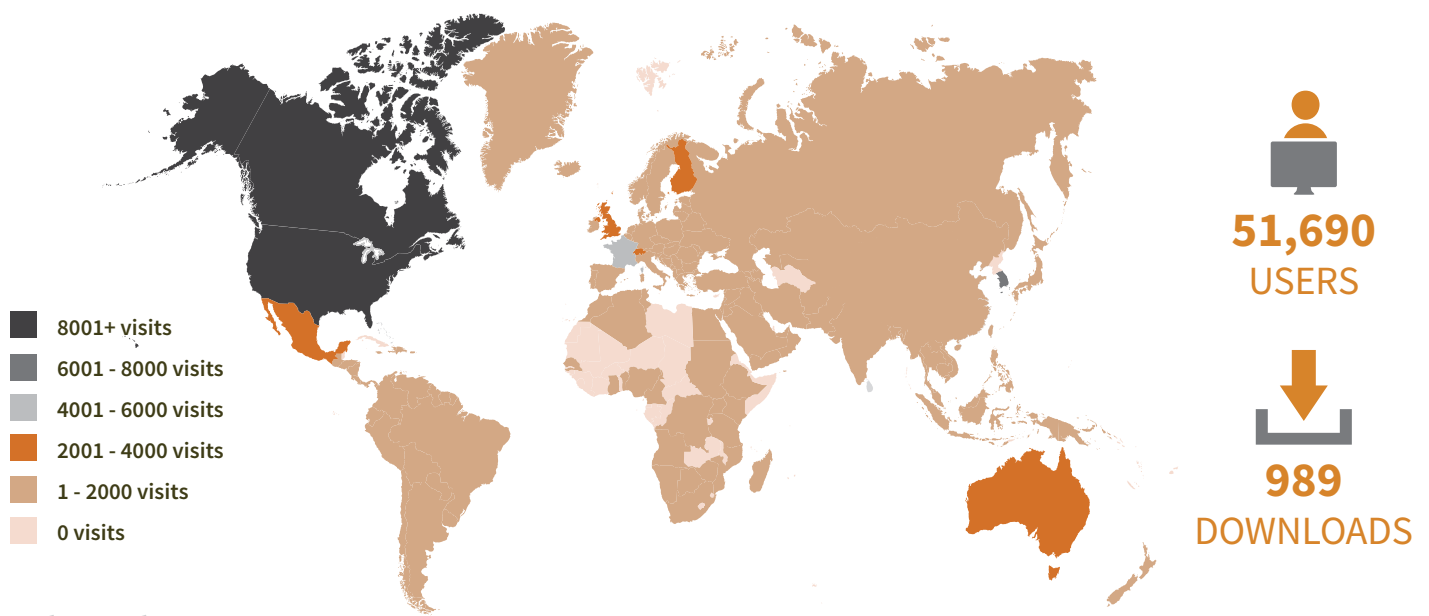 8001+ visits
6001 - 8000 visits
4001 - 6000 visits
2001 - 4000 visits
1 - 2000 visits
0 visits
51,690
USERS
989
DOWNLOADS